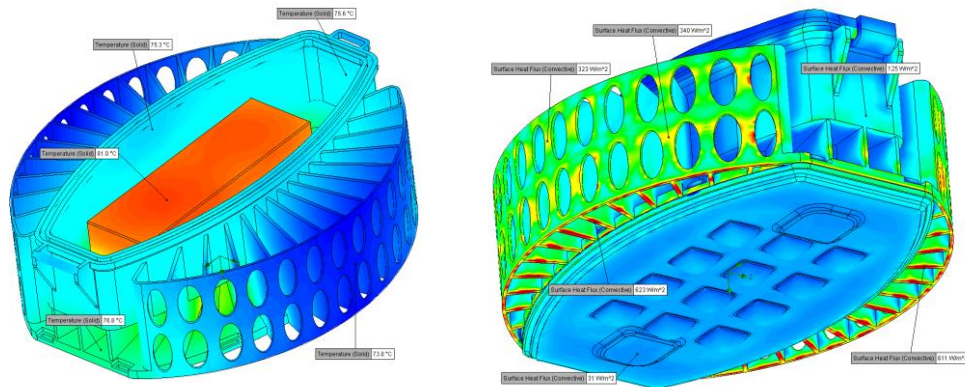 Temperature (Solid) 75.6 °C
Temperature (Solid) 75.3 °C
Temperature (Solid) 81.0 °C
Temperature (Solid) 76.8 °C
Temperature (Solid) 73.8 °C
Surface Heat Flux (Convective) 340 W/m^2
Surface Heat Flux (Convective) 323 W/m^2
Surface Heat Flux (Convective) 125 W/m^2
Surface Heat Flux (Convective) 623 W/m^2
Surface Heat Flux (Convective) 611 W/m^2
Surface Heat Flux (Convective) 31 W/m^2